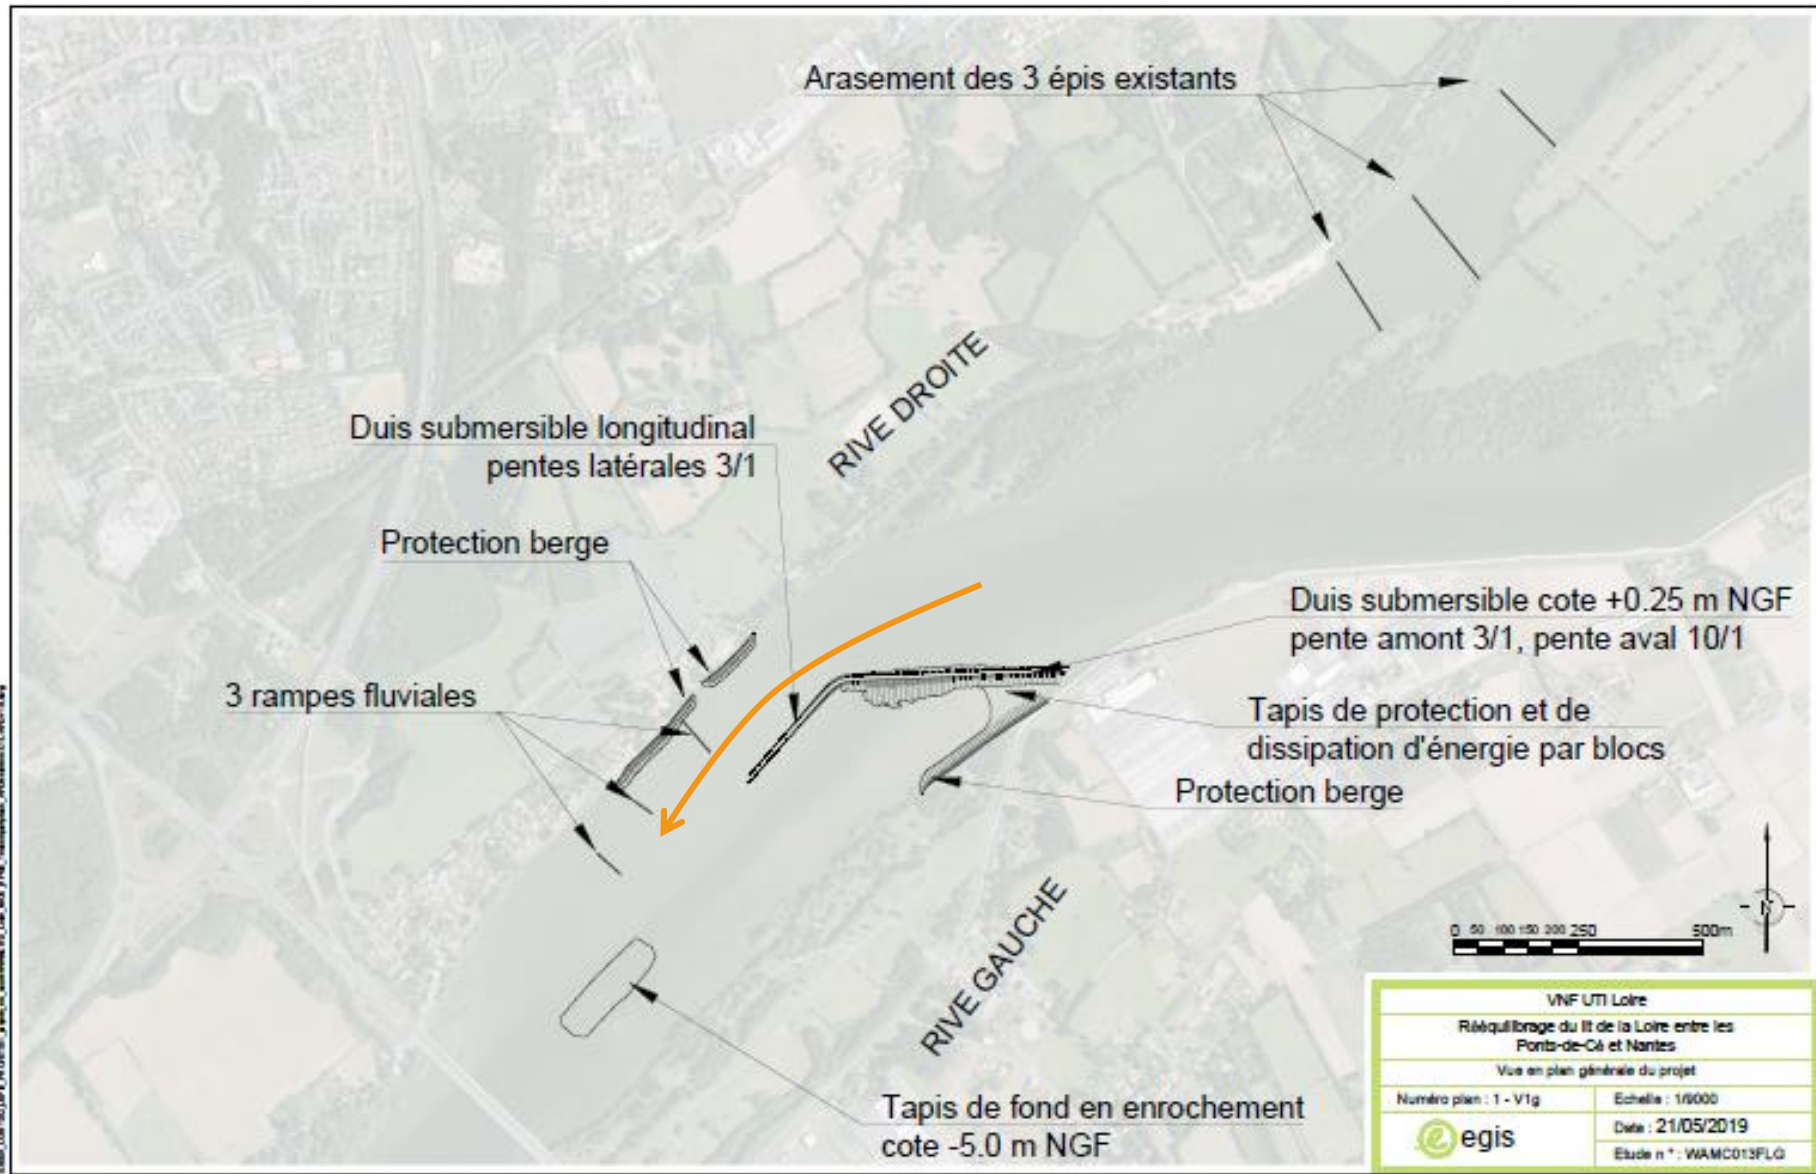 Arasement des 3 épis existants
RIVE DROITE
Duis submersible longitudinal
pentes latérales 3/1
Protection berge
3 rampes fluviales
Duis submersible cote +0.25 m NGF
pente amont 3/1, pente aval 10/1
Tapis de protection et de
dissipation d'énergie par blocs
Protection berge
RIVE GAUCHE
Tapis de fond en enrochement
cote -5.0 m NGF
N
0 50 100 150 200 250 500m
VNF UTI Loire
Rééquilibrage du lit de la Loire entre les
Ponts-de-Cé et Nantes
Vue en plan générale du projet
Numéro plan : 1 - V1g
Echelle : 1/9000
egis
Date : 21/05/2019
Etude n° : WAMC013FLG